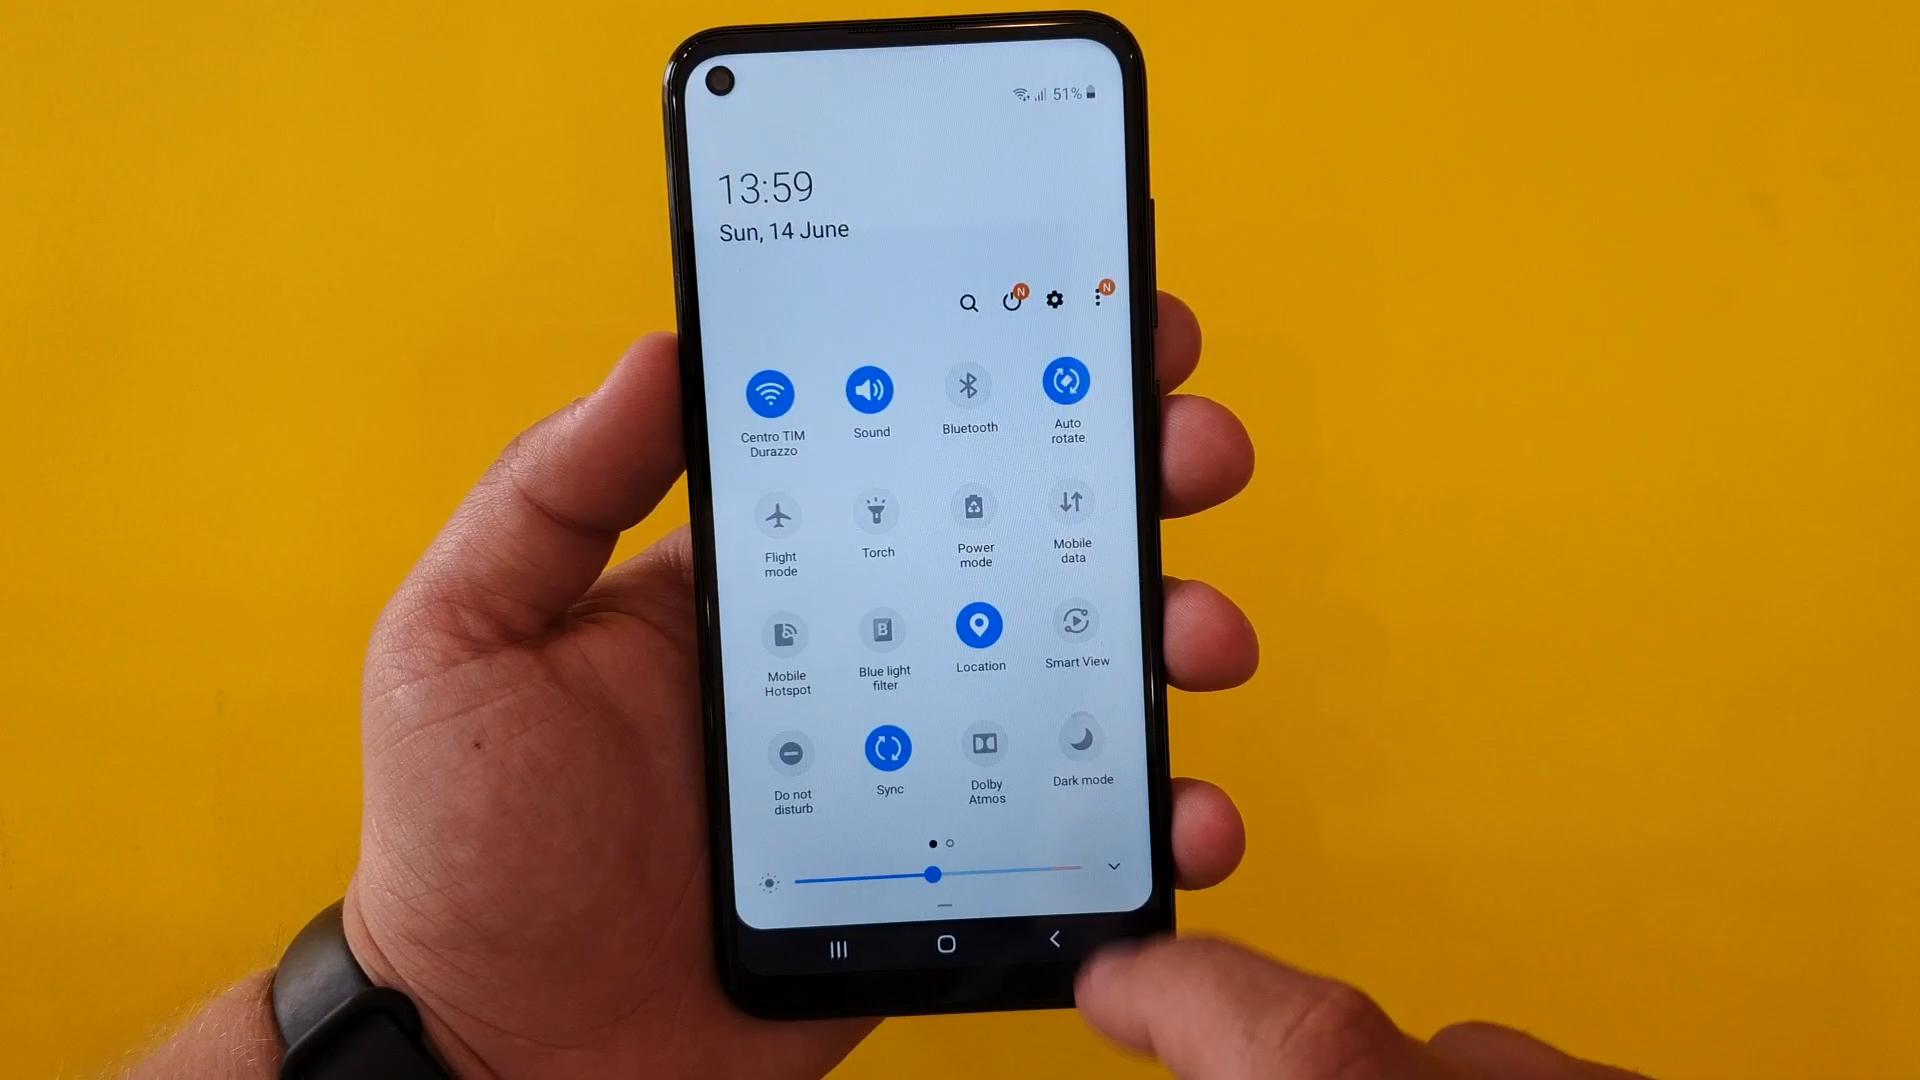 51%
13:59
Sun, 14 June
N
N
Centro TIM
Durazzo
Sound
Bluetooth
Auto
rotate
Flight
mode
Torch
Power
mode
Mobile
data
Mobile
Hotspot
B
Blue light
filter
Location
Smart View
Do not
disturb
Sync
Dolby
Atmos
Dark mode